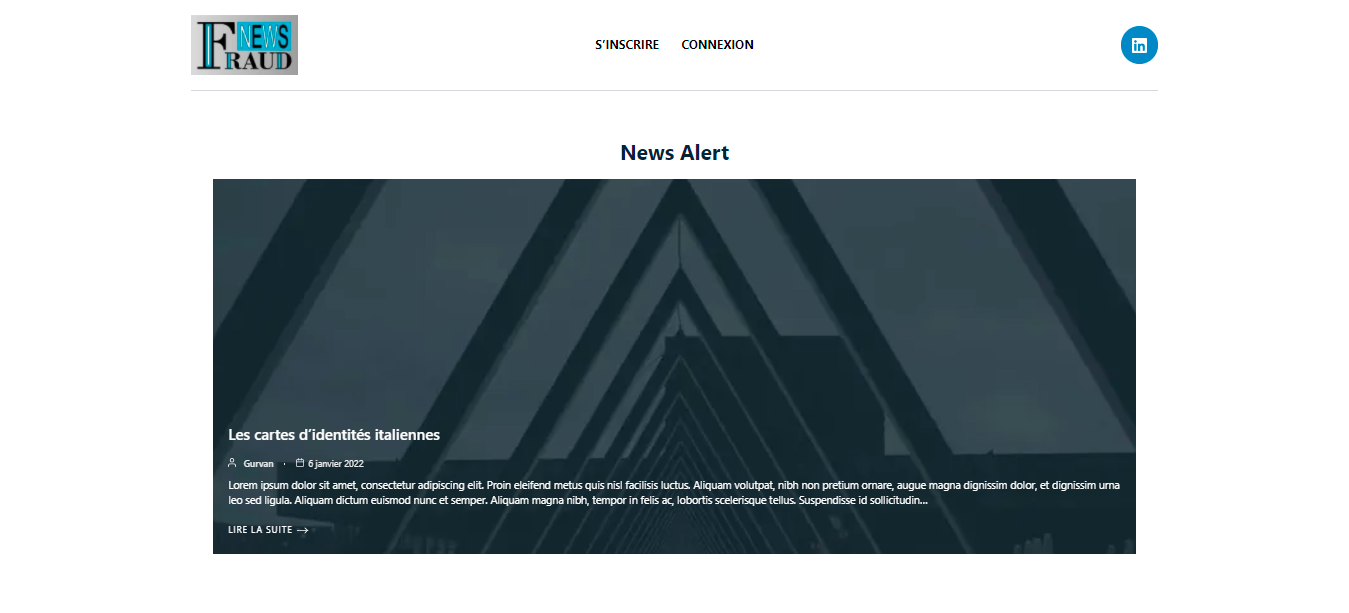 NEWS
FRAUD
S'INSCRIRE CONNEXION
News Alert
Les cartes d'identités italiennes
Gurvan · 6 janvier 2022
Lorem ipsum dolor sit amet, consectetur adipiscing elit. Proin eleifend metus quis nisl facilisis luctus. Aliquam volutpat, nibh non pretium ornare, augue magna dignissim dolor, et dignissim urna
leo sed ligula. Aliquam dictum euismod nunc et semper. Aliquam magna nibh, tempor in felis ac, lobortis scelerisque tellus. Suspendisse id sollicitudin...
LIRE LA SUITE →